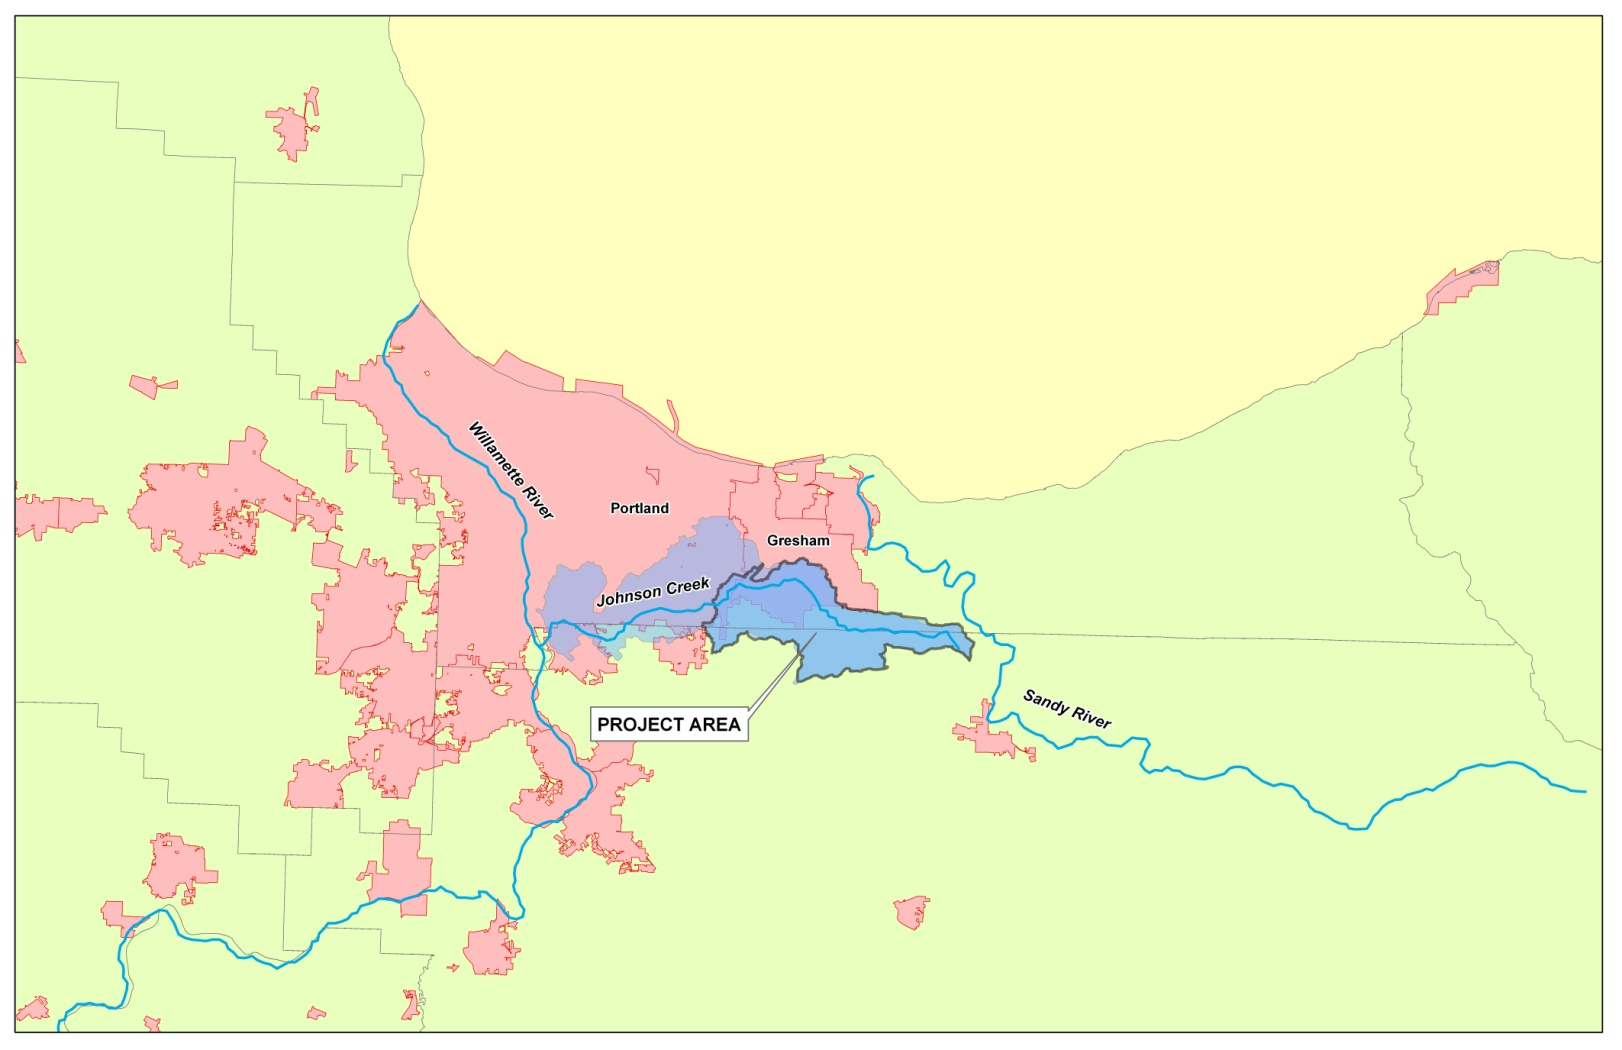 Willamette River
Portland
Gresham
Johnson Creek
PROJECT AREA
Sandy River